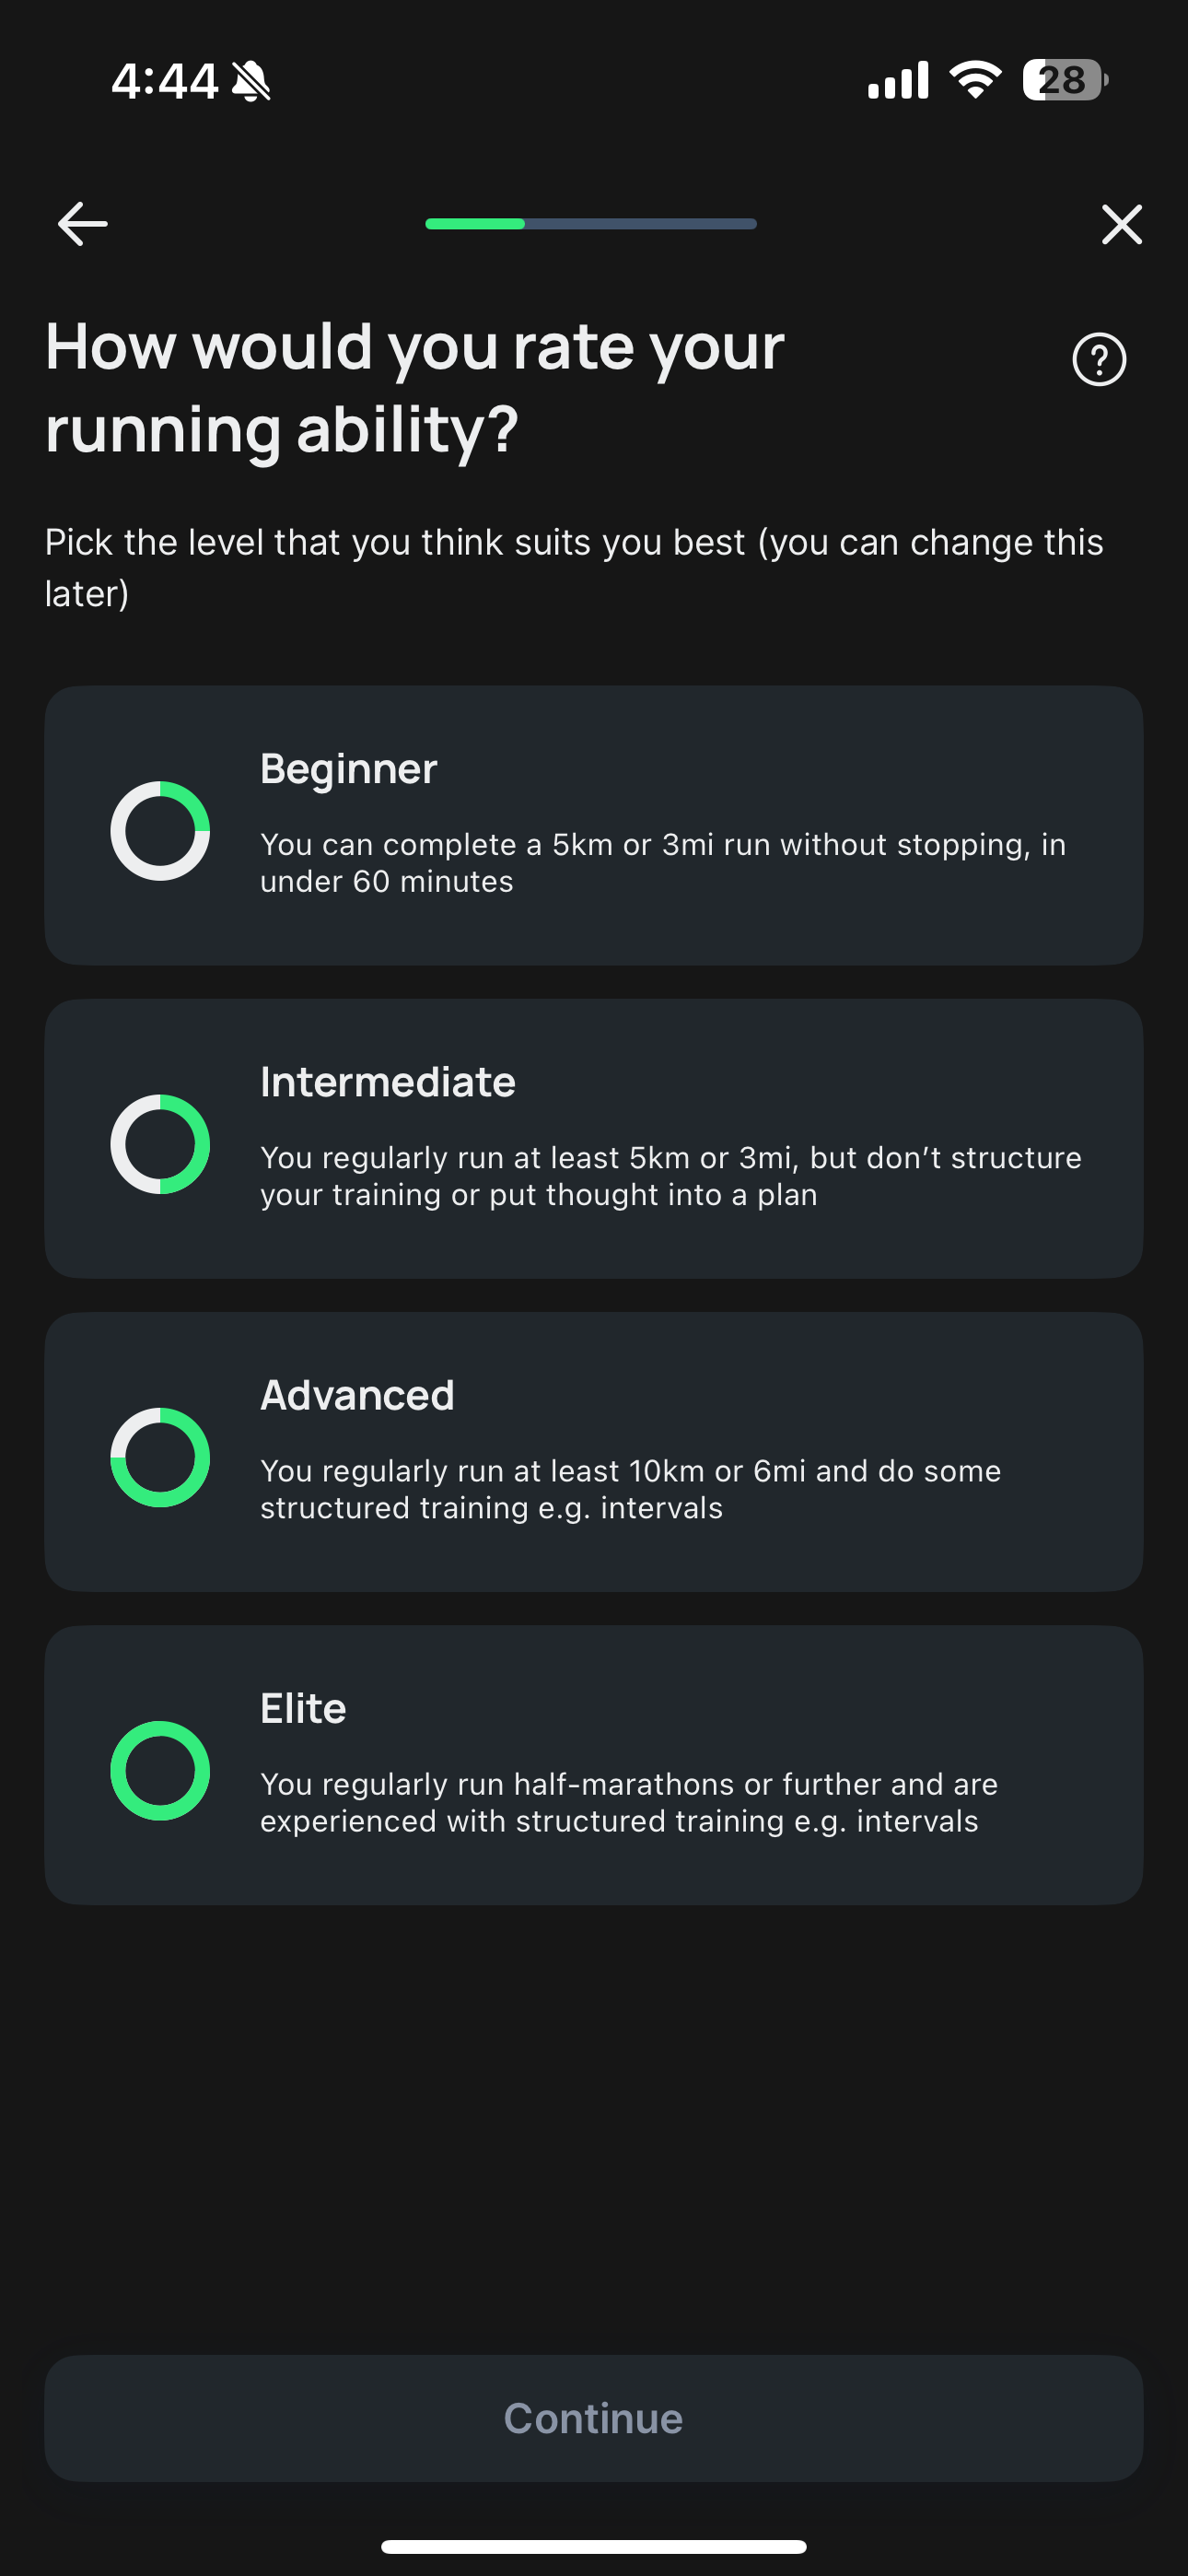 4:44
28
How would you rate your
running ability?
Pick the level that you think suits you best (you can change this
later)
Beginner
You can complete a 5km or 3mi run without stopping, in
under 60 minutes
Intermediate
You regularly run at least 5km or 3mi, but don’t structure
your training or put thought into a plan
Advanced
You regularly run at least 10km or 6mi and do some
structured training e.g. intervals
Elite
You regularly run half-marathons or further and are
experienced with structured training e.g. intervals
Continue